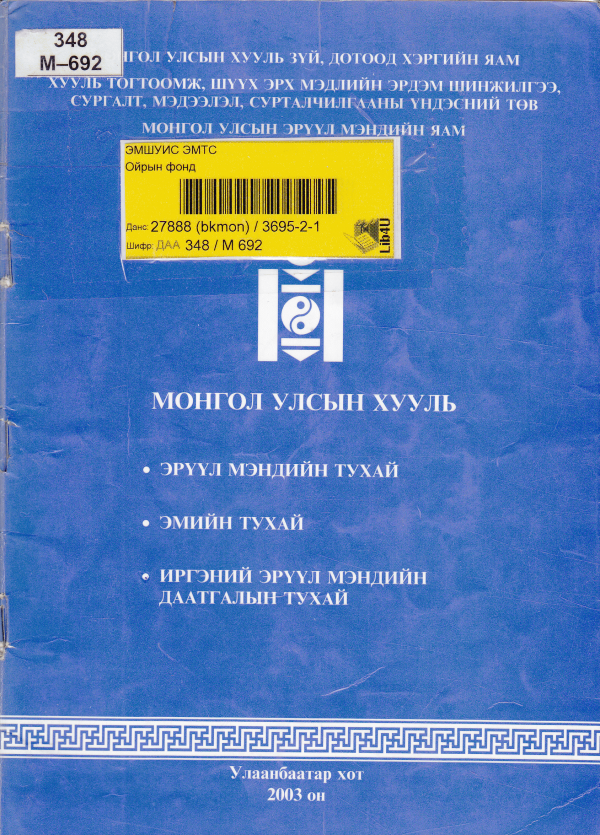 348
М–692
ГОЛ УЛСЫН ХУУЛЬ ЗҮЙ, ДОТООД ХЭРГИЙН ЯАМ
ХУУЛЬ ТОГТООМЖ, ШҮҮХ ЭРХ МЭДЛИЙН ЭРДЭМ ШИНЖИЛГЭЭ,
СУРГАЛТ, МЭДЭЭЛЭЛ, СУРТАЛЧИЛГААНЫ ҮНДЭСНИЙ ТӨВ
МОНГОЛ УЛСЫН ЭРҮҮЛ МЭНДИЙН ЯАМ
ЭМШУИС ЭМТС
Ойрын фонд
Данс: 27888 (bkmon) / 3695-2-1
Шифр: ДАА 348 / М 692
Lib4U
МОНГОЛ УЛСЫН ХУУЛЬ
• ЭРҮҮЛ МЭНДИЙН ТУХАЙ
• ЭМИЙН ТУХАЙ
• ИРГЭНИЙ ЭРҮҮЛ МЭНДИЙН
ДААТГАЛЫН ТУХАЙ
Улаанбаатар хот
2003 он